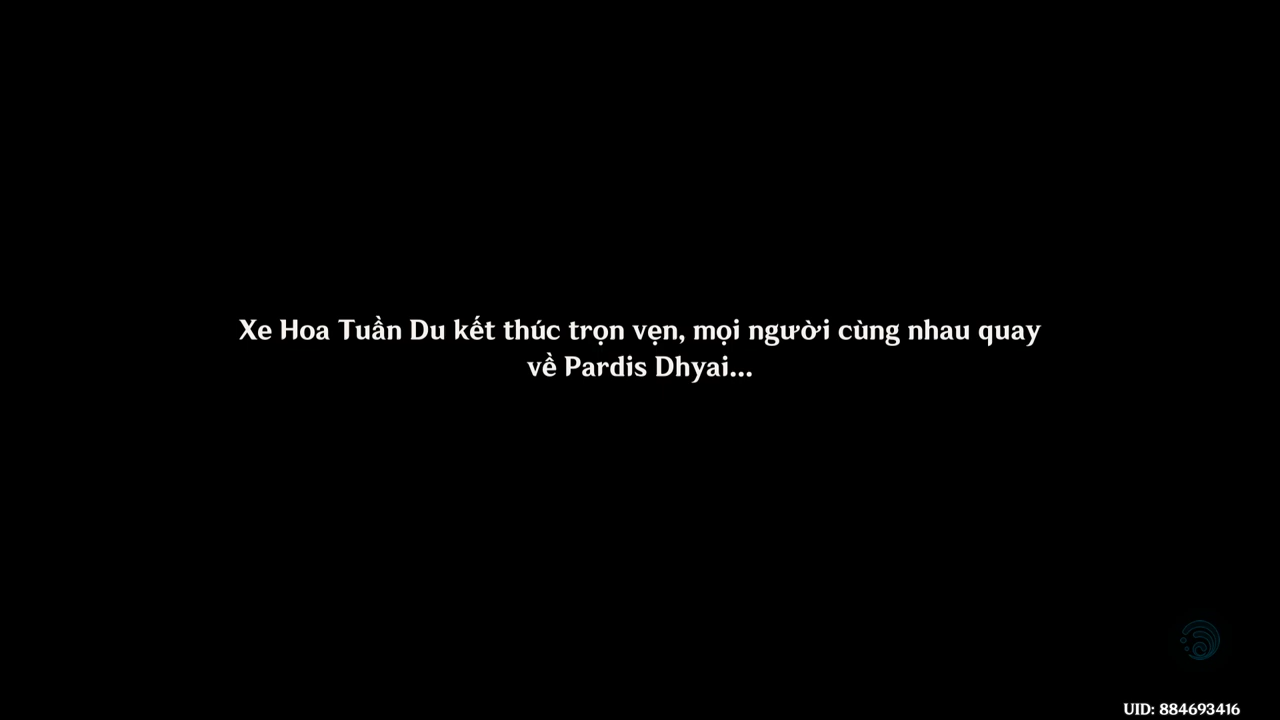 Xe Hoa Tuần Du kết thúc trọn vẹn, mọi người cùng nhau quay
về Pardis Dhyai...
UID: 884693416